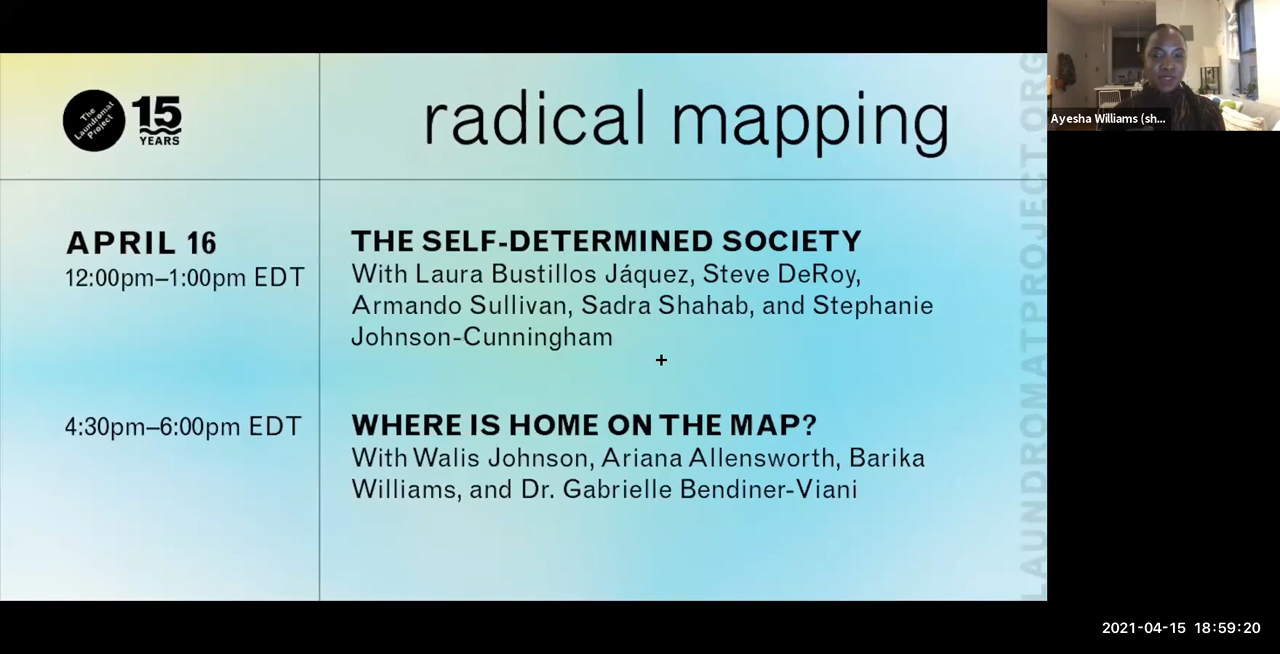 The
Laundromat
Project
15
YEARS
radical mapping
APRIL 16
12:00pm–1:00pm EDT
THE SELF-DETERMINED SOCIETY
With Laura Bustillos Jáquez, Steve DeRoy,
Armando Sullivan, Sadra Shahab, and Stephanie
Johnson-Cunningham
4:30pm–6:00pm EDT
WHERE IS HOME ON THE MAP?
With Walis Johnson, Ariana Allensworth, Barika
Williams, and Dr. Gabrielle Bendiner-Viani
LAUNDROMATPROJECT.ORG
Ayesha Williams (sh...
2021-04-15 18:59:20